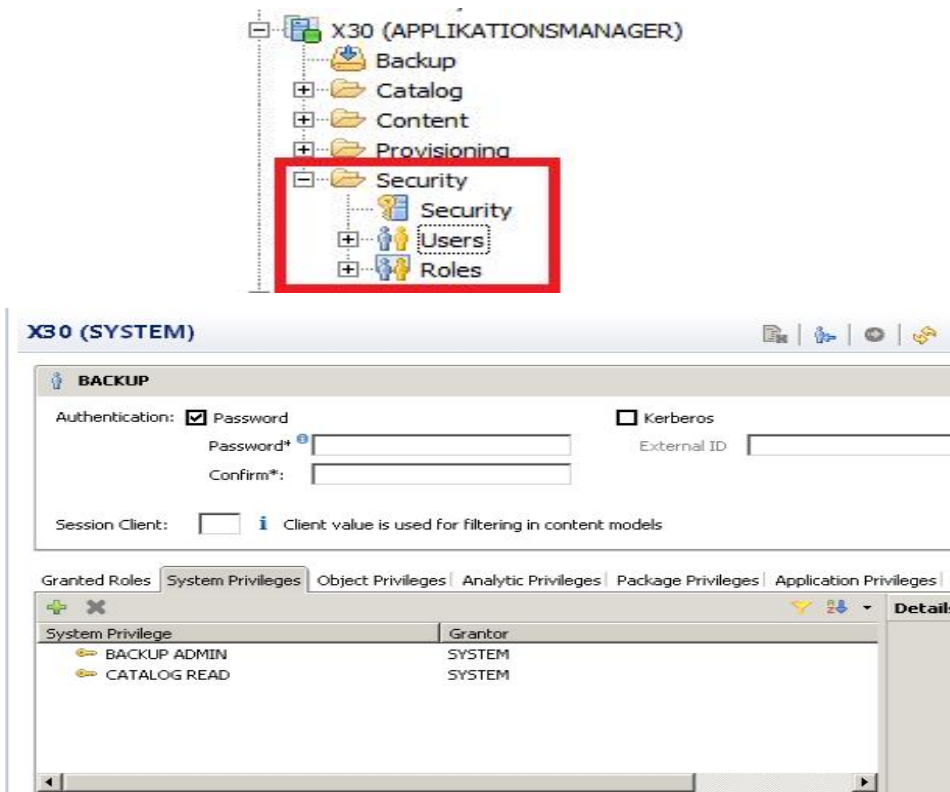 X30 (APPLIKATIONSMANAGER)
Backup
Catalog
Content
Provisioning
Security
Security
Users
Roles
X30 (SYSTEM)
BACKUP
Authentication: Password Kerberos
Password* External ID
Confirm*:
Session Client: i Client value is used for filtering in content models
Granted Roles System Privileges Object Privileges Analytic Privileges Package Privileges Application Privileges
Details
System Privilege Grantor
BACKUP ADMIN SYSTEM
CATALOG READ SYSTEM